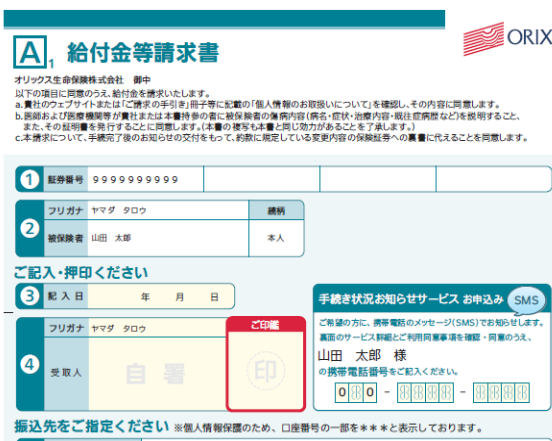 ORIX
A1 給付金等請求書
オリックス生命保険株式会社 御中
以下の項目に同意のうえ、給付金を請求いたします。
a.貴社のウェブサイトまたは「ご請求の手引き」冊子等に記載の「個人情報のお取扱いについて」を確認し、その内容に同意します。
b.医師および医療機関等が貴社または本書持参の者に被保険者の傷病内容(病名・症状・治療内容・既往症病歴など)を説明すること、
また、その証明書を発行することに同意します。(本書の複写も本書と同じ効力があることを了承します。)
c.本請求について、手続完了後のお知らせの交付をもって、約款に規定している変更内容の保険証券への裏書に代えることを同意します。
1 証券番号 9999999999
2 フリガナ ヤマダ タロウ 続柄
被保険者 山田 太郎 本人
ご記入・押印ください
3 記入日 年 月 日
手続き状況お知らせサービス お申込み SMS
4 フリガナ ヤマダ タロウ ご印鑑
受取人 自署 印
ご希望の方に、携帯電話のメッセージ(SMS)でお知らせします。
裏面のサービス詳細とご利用同意事項を確認・同意のうえ、
山田 太郎 様
の携帯電話番号をご記入ください。
080 - 8888 - 8888
振込先をご指定ください ※個人情報保護のため、口座番号の一部を＊＊＊と表示しております。